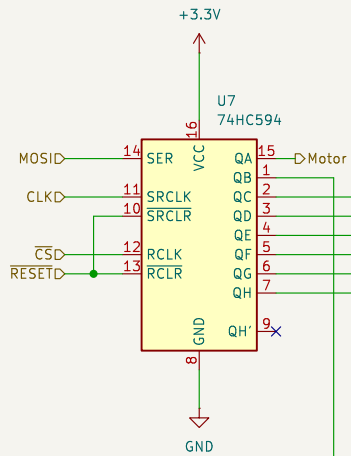 +3.3V
U7
74HC594
16
VCC
MOSI 14 SER QA 15 Motor
QB 1
CLK 11 SRCLK QC 2
10 SRCLR QD 3
QE 4
CS 12 RCLK QF 5
RESET 13 RCLR QG 6
QH 7
GND QH' 9
8
GND